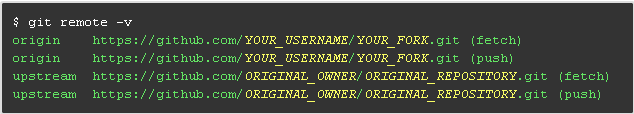 $ git remote -v
origin    https://github.com/YOUR_USERNAME/YOUR_FORK.git (fetch)
origin    https://github.com/YOUR_USERNAME/YOUR_FORK.git (push)
upstream  https://github.com/ORIGINAL_OWNER/ORIGINAL_REPOSITORY.git (fetch)
upstream  https://github.com/ORIGINAL_OWNER/ORIGINAL_REPOSITORY.git (push)